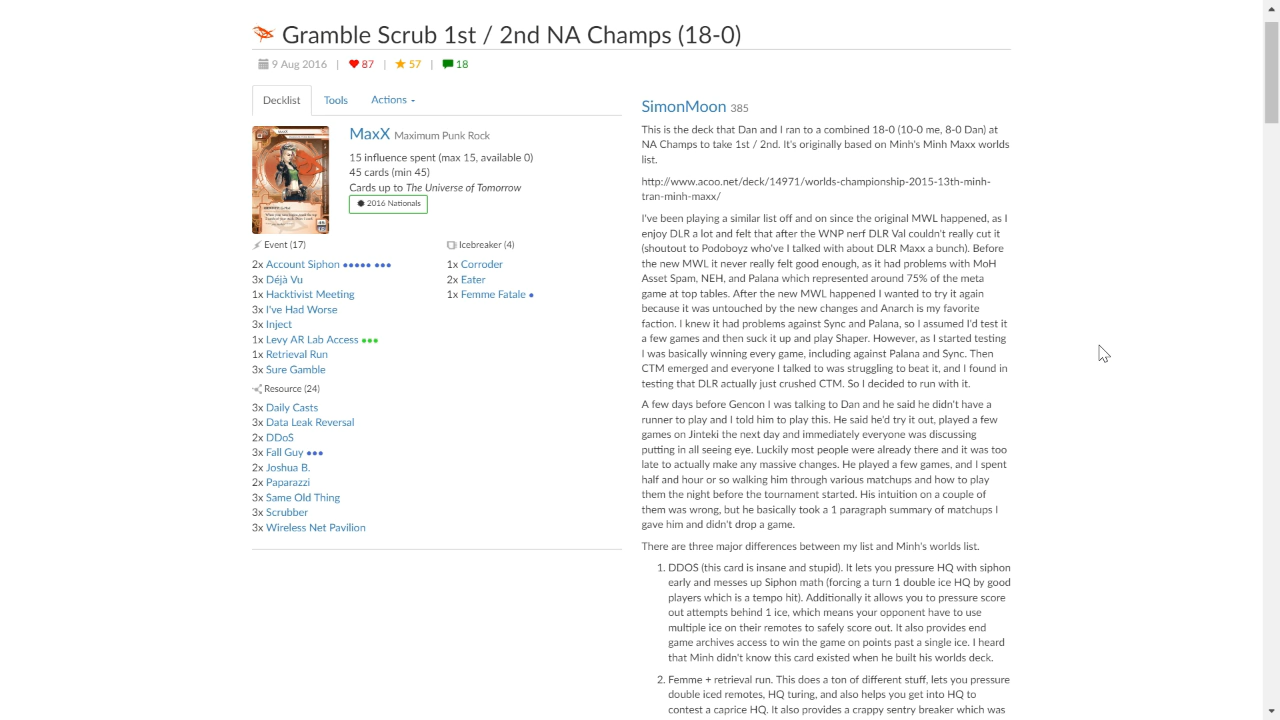 Gramble Scrub 1st / 2nd NA Champs (18-0)
9 Aug 2016 | 87 | 57 | 18
Decklist Tools Actions
MaxX Maximum Punk Rock
15 influence spent (max 15, available 0)
45 cards (min 45)
Cards up to The Universe of Tomorrow
2016 Nationals
Event (17)
2x Account Siphon ●●●●● ●●●
3x Déjà Vu
1x Hacktivist Meeting
3x I've Had Worse
3x Inject
1x Levy AR Lab Access ●●●
1x Retrieval Run
3x Sure Gamble
Resource (24)
3x Daily Casts
3x Data Leak Reversal
2x DDoS
3x Fall Guy ●●●
2x Joshua B.
2x Paparazzi
3x Same Old Thing
3x Scrubber
3x Wireless Net Pavilion
Icebreaker (4)
1x Corroder
2x Eater
1x Femme Fatale ●
SimonMoon 385
This is the deck that Dan and I ran to a combined 18-0 (10-0 me, 8-0 Dan) at
NA Champs to take 1st / 2nd. It's originally based on Minh's Minh Maxx worlds
list.
http://www.acoo.net/deck/14971/worlds-championship-2015-13th-minh-
tran-minh-maxx/
I've been playing a similar list off and on since the original MWL happened, as I
enjoy DLR a lot and felt that after the WNP nerf DLR Val couldn't really cut it
(shoutout to Podoboyz who've I talked with about DLR Maxx a bunch). Before
the new MWL it never really felt good enough, as it had problems with MoH
Asset Spam, NEH, and Palana which represented around 75% of the meta
game at top tables. After the new MWL happened I wanted to try it again
because it was untouched by the new changes and Anarch is my favorite
faction. I knew it had problems against Sync and Palana, so I assumed I'd test it
a few games and then suck it up and play Shaper. However, as I started testing
I was basically winning every game, including against Palana and Sync. Then
CTM emerged and everyone I talked to was struggling to beat it, and I found in
testing that DLR actually just crushed CTM. So I decided to run with it.
A few days before Gencon I was talking to Dan and he said he didn't have a
runner to play and I told him to play this. He said he'd try it out, played a few
games on Jinteki the next day and immediately everyone was discussing
putting in all seeing eye. Luckily most people were already there and it was too
late to actually make any massive changes. He played a few games, and I spent
half and hour or so walking him through various matchups and how to play
them the night before the tournament started. His intuition on a couple of
them was wrong, but he basically took a 1 paragraph summary of matchups I
gave him and didn't drop a game.
There are three major differences between my list and Minh's worlds list.
1. DDOS (this card is insane and stupid). It lets you pressure HQ with siphon
early and messes up Siphon math (forcing a turn 1 double ice HQ by good
players which is a tempo hit). Additionally it allows you to pressure score
out attempts behind 1 ice, which means your opponent have to use
multiple ice on their remotes to safely score out. It also provides end
game archives access to win the game on points past a single ice. I heard
that Minh didn't know this card existed when he built his worlds deck.
2. Femme + retrieval run. This does a ton of different stuff, lets you pressure
double iced remotes, HQ turing, and also helps you get into HQ to
contest a caprice HQ. It also provides a crappy sentry breaker which was